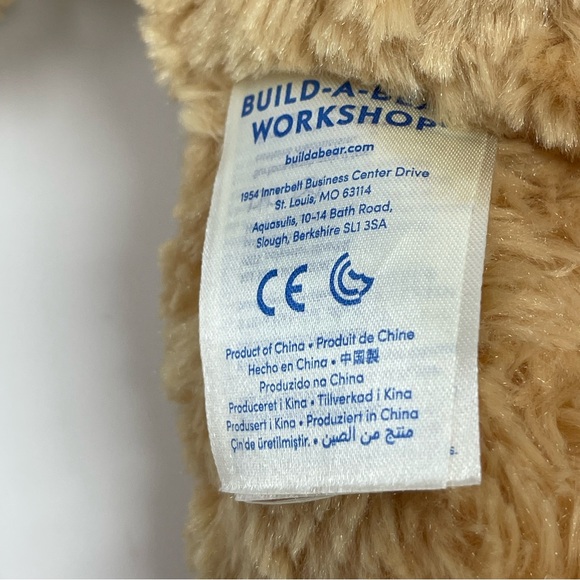 BUILD-A-BEAR
WORKSHOP
buildabear.com
1954 Innerbelt Business Center Drive
St. Louis, MO 63114
Aquasulis, 10-14 Bath Road,
Slough, Berkshire SL1 3SA
CE
Product of China • Produit de Chine
Hecho en China • 中国製
Produzido na China
Produceret i Kina • Tillverkad i Kina
Produsert i Kina • Produziert in China
Çin'de üretilmiştir. • منتج من الصين
s.